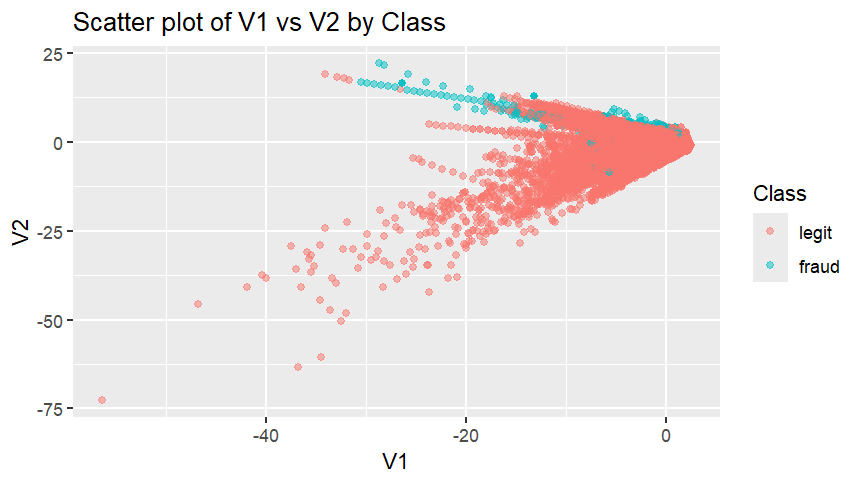 Scatter plot of V1 vs V2 by Class
25
0
-25
-50
-75
V2
-40
-20
0
V1
Class
legit
fraud